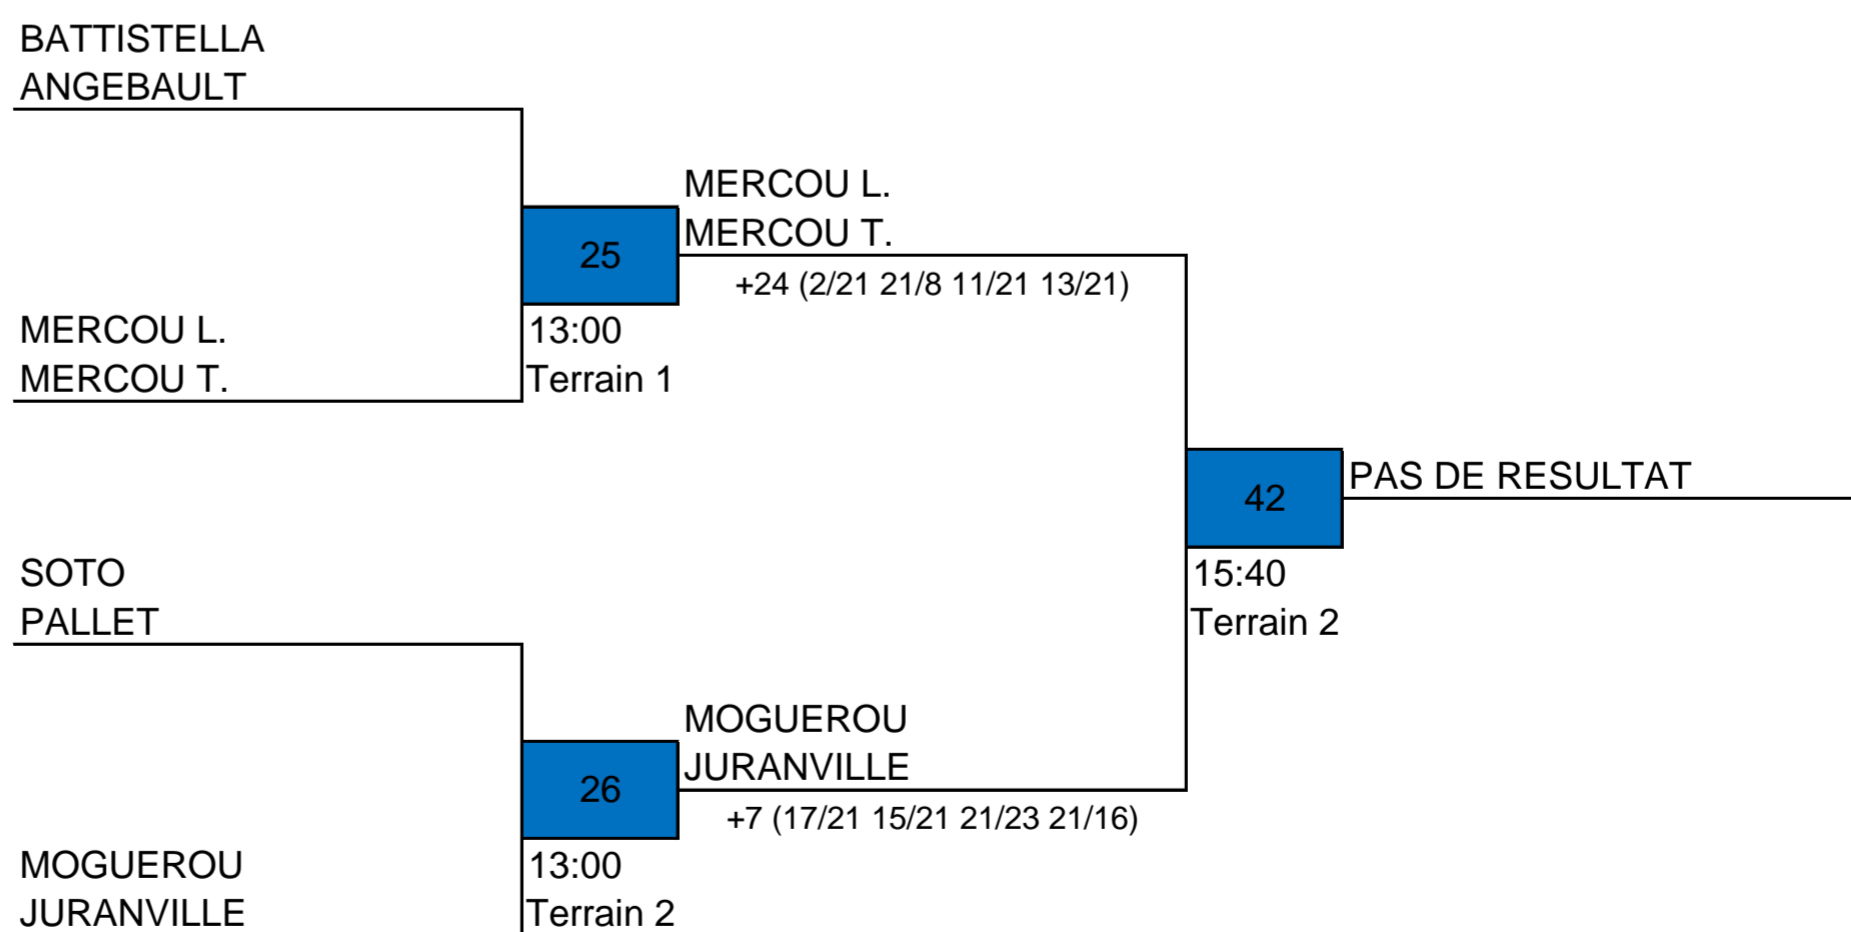 BATTISTELLA
ANGEBAULT
MERCOU L.
MERCOU T.
25
+24 (2/21 21/8 11/21 13/21)
MERCOU L.
MERCOU T.
13:00
Terrain 1
42
PAS DE RESULTAT
15:40
Terrain 2
SOTO
PALLET
MOGUEROU
JURANVILLE
26
+7 (17/21 15/21 21/23 21/16)
MOGUEROU
JURANVILLE
13:00
Terrain 2